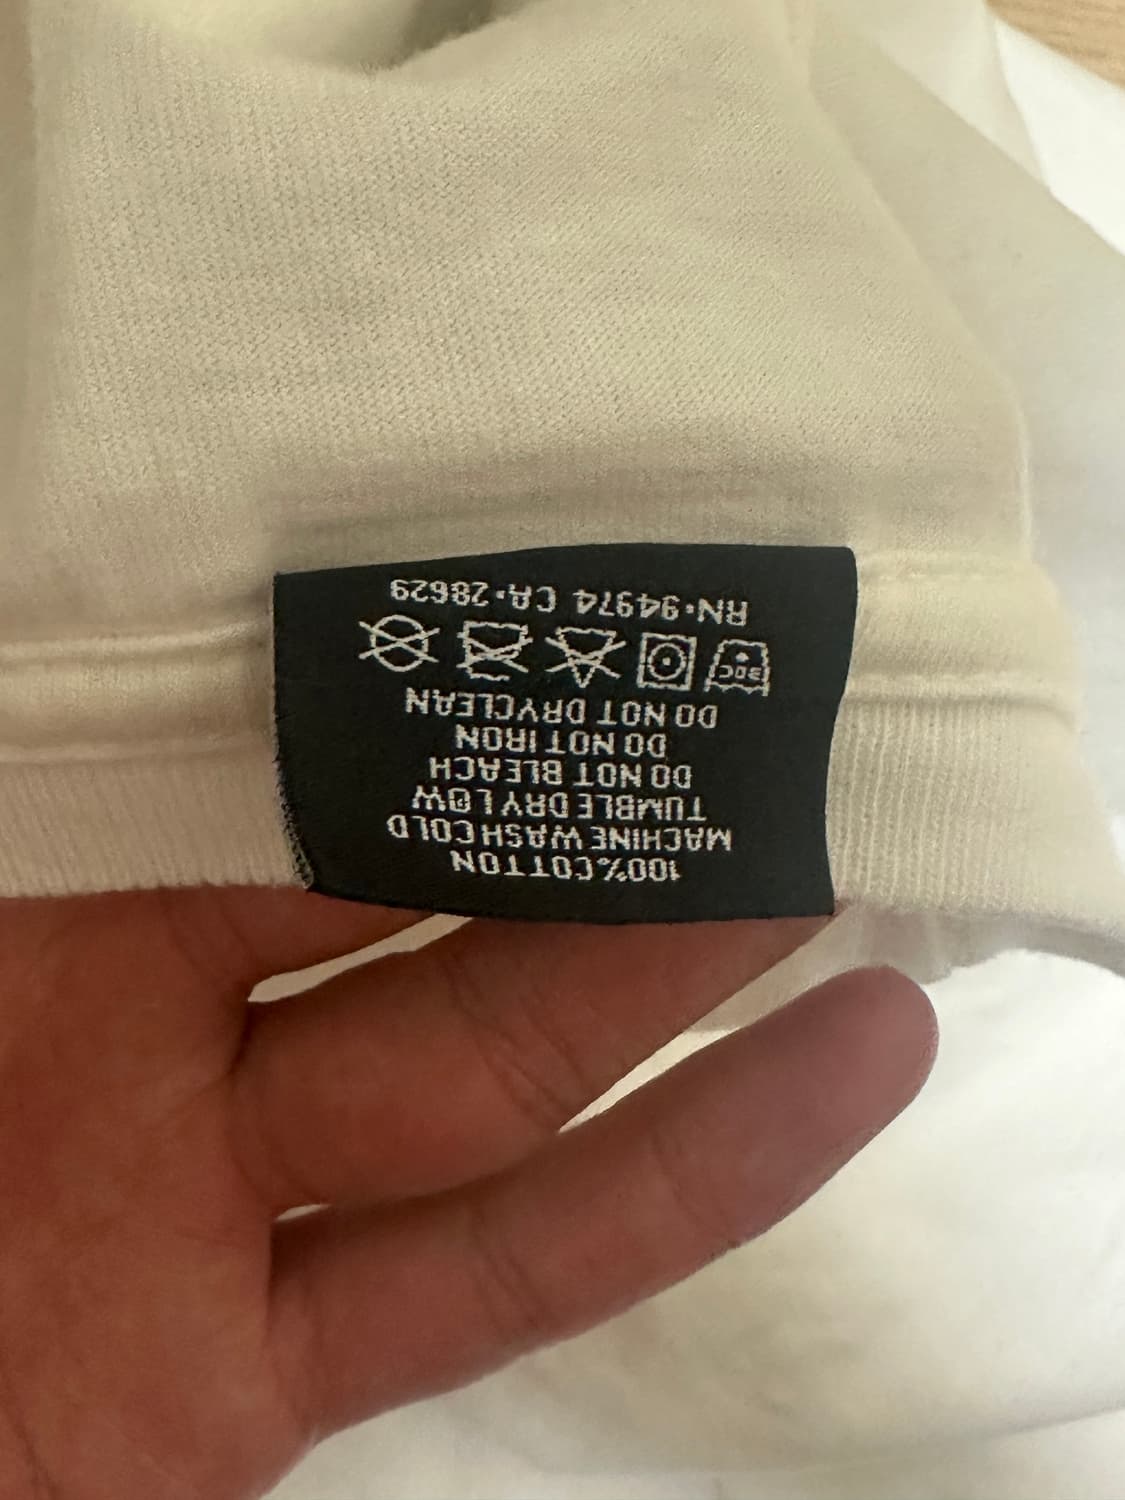 100% COTTON
MACHINE WASH COLD
TUMBLE DRY LOW
DO NOT BLEACH
DO NOT IRON
DO NOT DRYCLEAN
30C
RN·94974 CA·28629